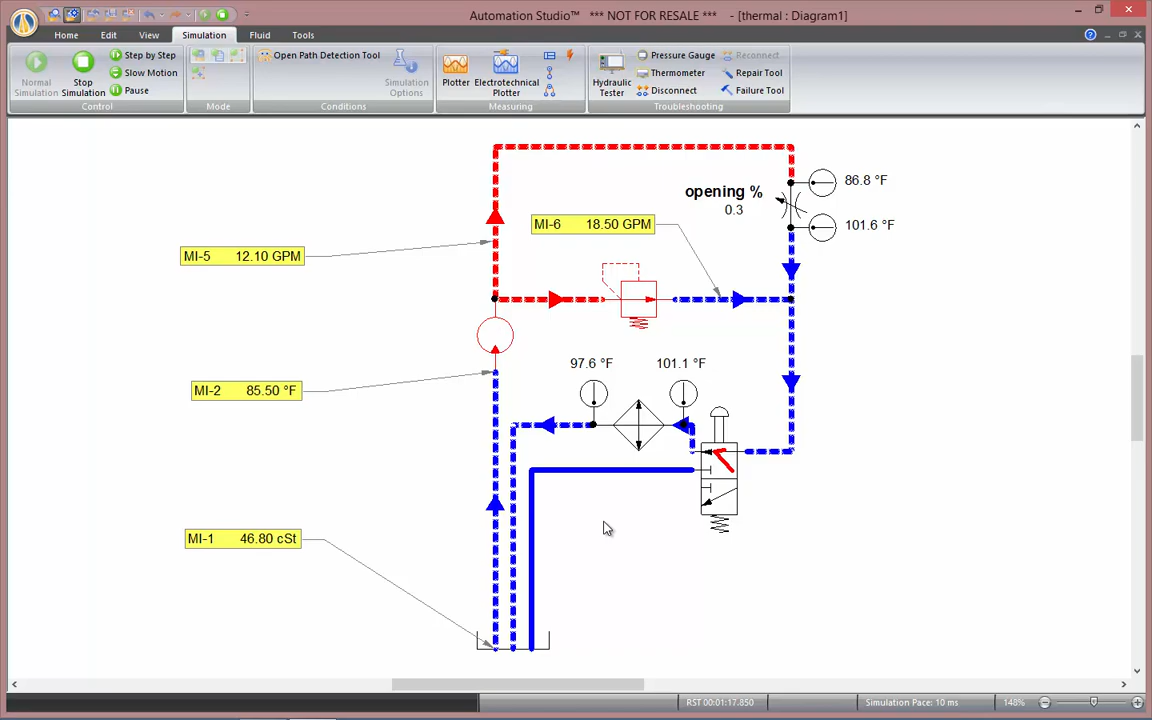 Automation Studio™ *** NOT FOR RESALE *** - [thermal : Diagram1]
Home Edit View Simulation Fluid Tools
Normal Simulation
Stop Simulation
Step by Step
Slow Motion
Pause
Control
Mode
Open Path Detection Tool
Simulation Options
Conditions
Plotter
Electrotechnical Plotter
Measuring
Hydraulic Tester
Pressure Gauge
Thermometer
Disconnect
Reconnect
Repair Tool
Failure Tool
Troubleshooting
opening %
0.3
86.8 °F
101.6 °F
MI-6 18.50 GPM
MI-5 12.10 GPM
97.6 °F 101.1 °F
MI-2 85.50 °F
MI-1 46.80 cSt
RST 00:01:17.850 Simulation Pace: 10 ms 148%